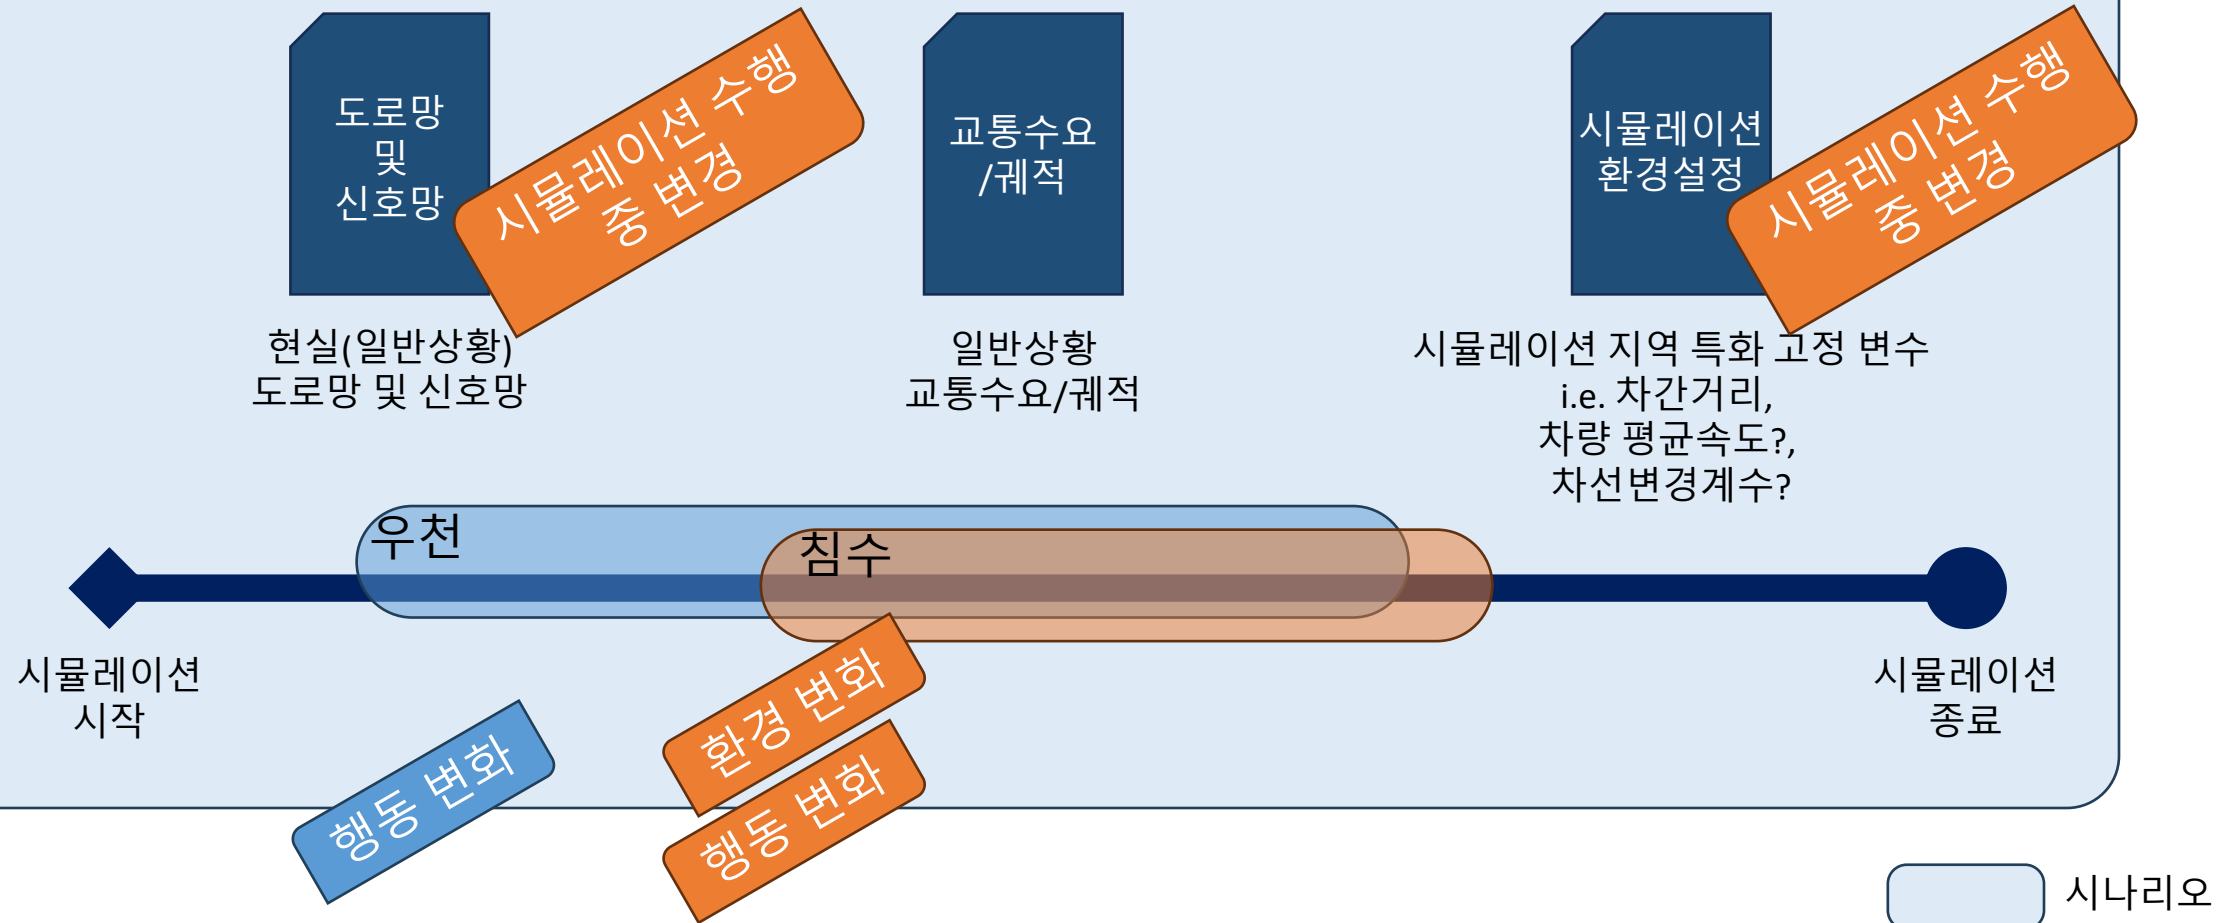 도로망
및
신호망
시뮬레이션 수행
중 변경
교통수요
/궤적
시뮬레이션
환경설정
시뮬레이션 수행
중 변경
현실(일반상황)
도로망 및 신호망
일반상황
교통수요/궤적
시뮬레이션 지역 특화 고정 변수
i.e. 차간거리,
차량 평균속도?,
차선변경계수?
우천
침수
시뮬레이션
시작
시뮬레이션
종료
환경 변화
행동 변화
행동 변화
시나리오